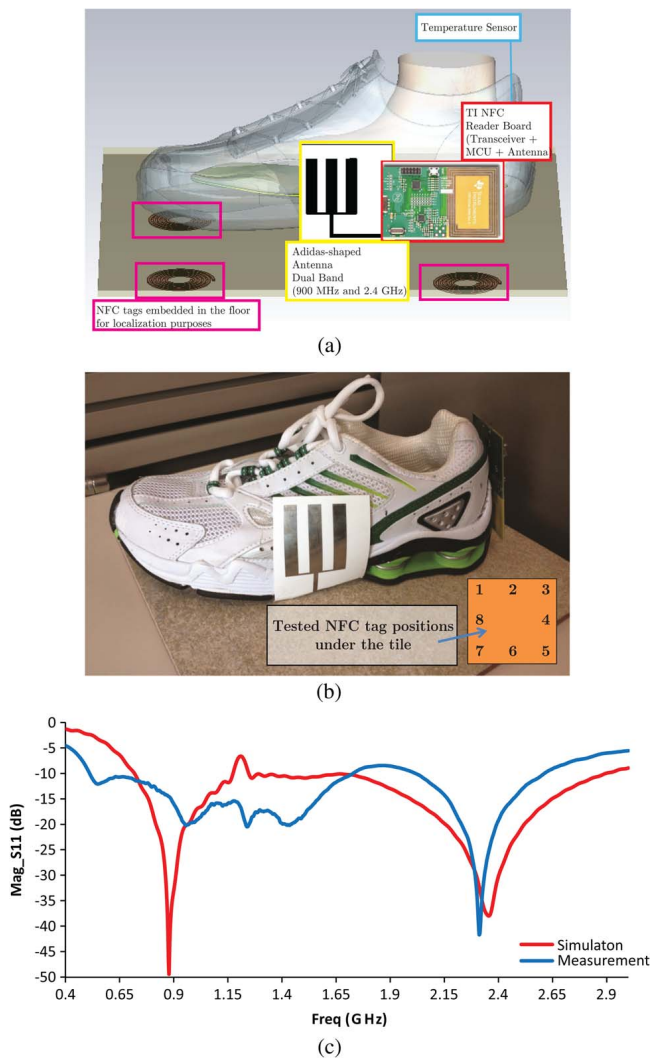 Temperature Sensor
TI NFC
Reader Board
(Transceiver +
MCU + Antenna)
Adidas-shaped
Antenna
Dual Band
(900 MHz and 2.4 GHz)
NFC tags embedded in the floor
for localization purposes
(a)
1 2 3
8 4
7 6 5
Tested NFC tag positions
under the tile
(b)
0
-5
-10
-15
-20
-25
-30
-35
-40
-45
-50
Mag_S11 (dB)
Simulaton
Measurement
0.4 0.65 0.9 1.15 1.4 1.65 1.9 2.15 2.4 2.65 2.9
Freq (GHz)
(c)